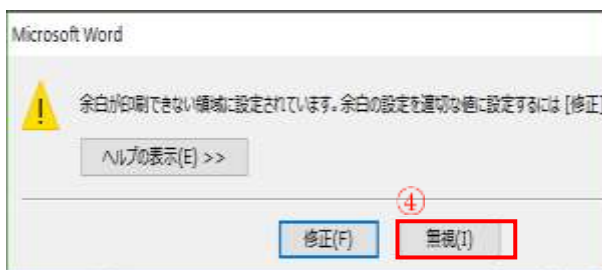 Microsoft Word
余白が印刷できない領域に設定されています。余白の設定を適切な値に設定するには [修正]
ヘルプの表示(E) >>
④
修正(F)
無視(I)